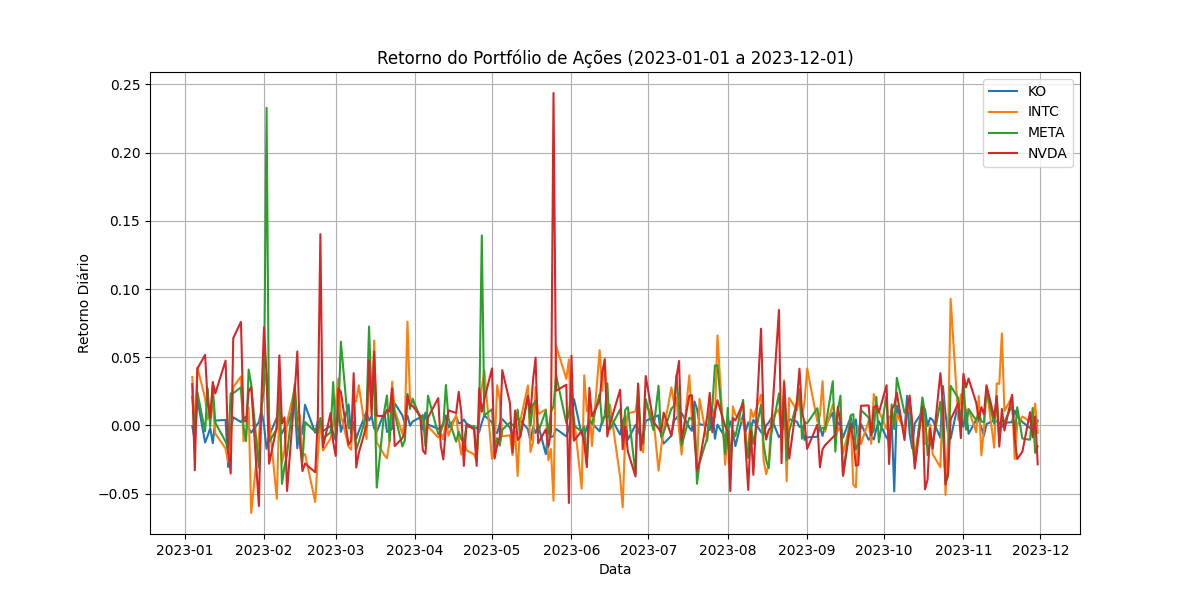 Retorno do Portfólio de Ações (2023-01-01 a 2023-12-01)
KO
INTC
META
NVDA
Retorno Diário
0.25
0.20
0.15
0.10
0.05
0.00
−0.05
2023-01 2023-02 2023-03 2023-04 2023-05 2023-06 2023-07 2023-08 2023-09 2023-10 2023-11 2023-12
Data